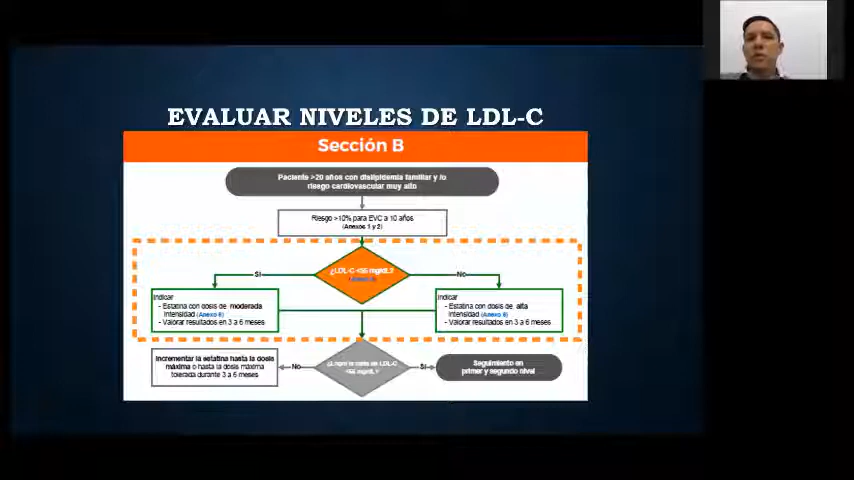 EVALUAR NIVELES DE LDL-C
Sección B
Paciente >20 años con dislipidemia familiar y/o
riesgo cardiovascular muy alto
Riesgo >10% para EVC a 10 años
(Anexos 1 y 2)
¿LDL-C <55 mg/dL?
Si
No
Indicar
- Estatina con dosis de moderada
intensidad (Anexo 6)
- Valorar resultados en 3 a 6 meses
Indicar
- Estatina con dosis de alta
intensidad (Anexo 6)
- Valorar resultados en 3 a 6 meses
Incrementar la estatina hasta la dosis
máxima o hasta la dosis máxima
tolerada durante 3 a 6 meses
No
de LDL-C
<55 mg/dL?
Si
Seguimiento en
primer y segundo nivel